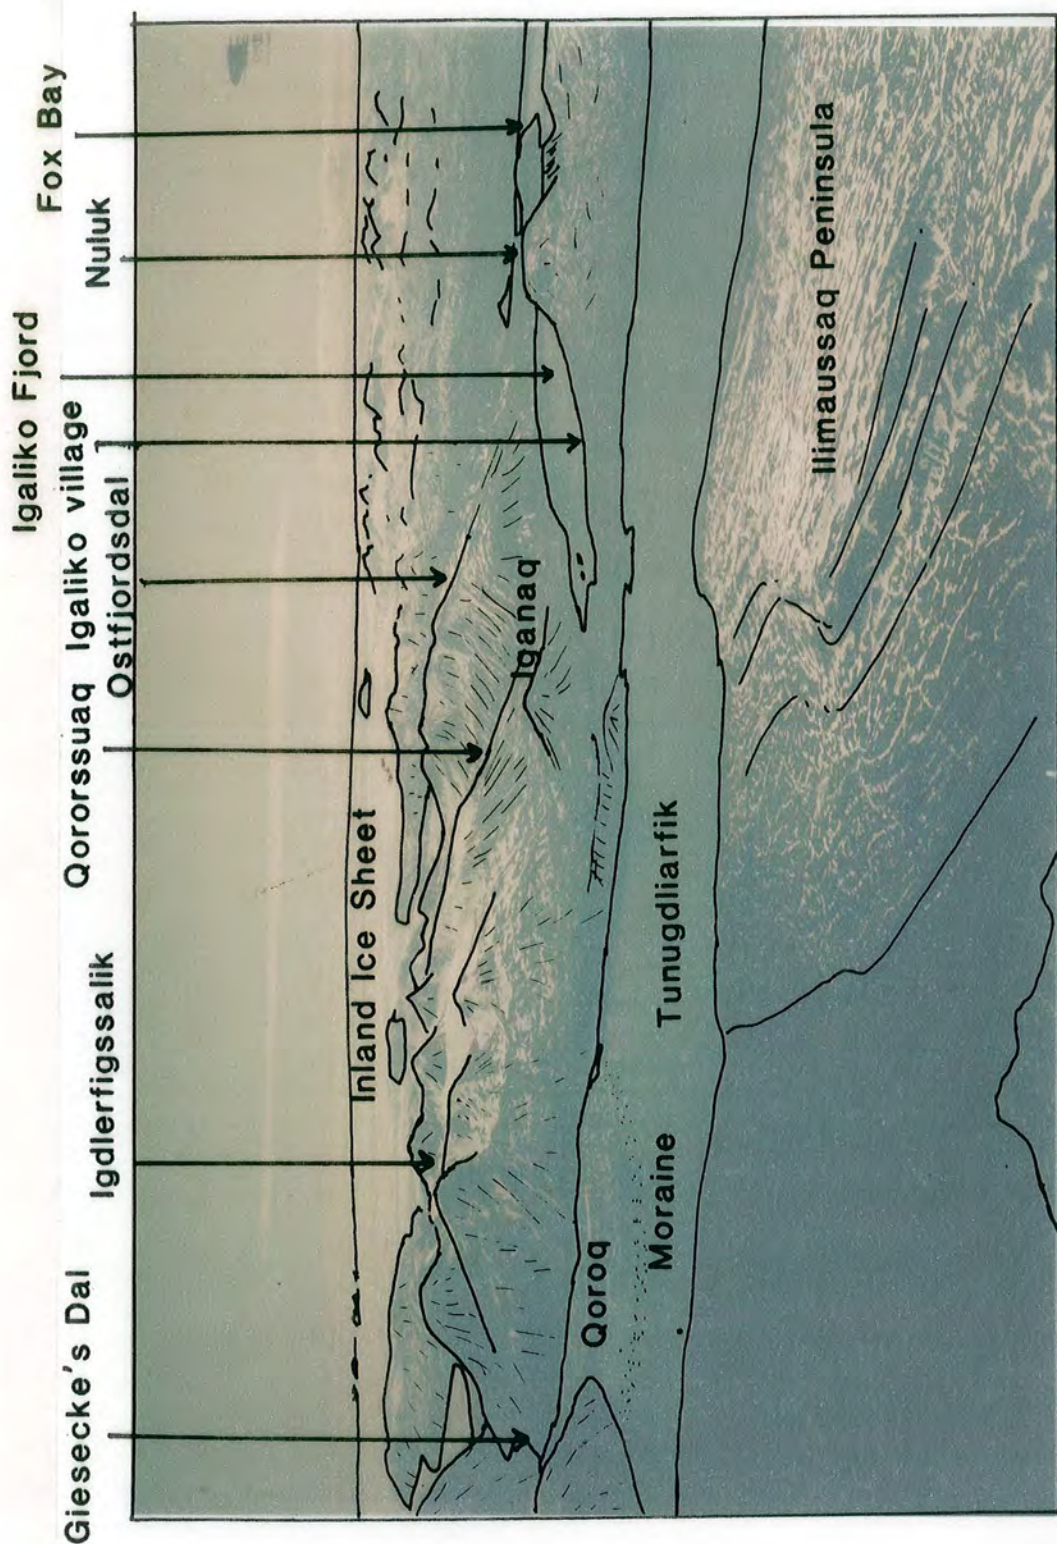 Igaliko Fjord
Fox Bay
Giesecke's Dal
Qororssuaq Igaliko village
Igdlerfigssalik
Ostfjordsdal
Nuluk
Inland Ice Sheet
Iganaq
Qoroq
Moraine
Tunugdliarfik
Ilimaussaq Peninsula